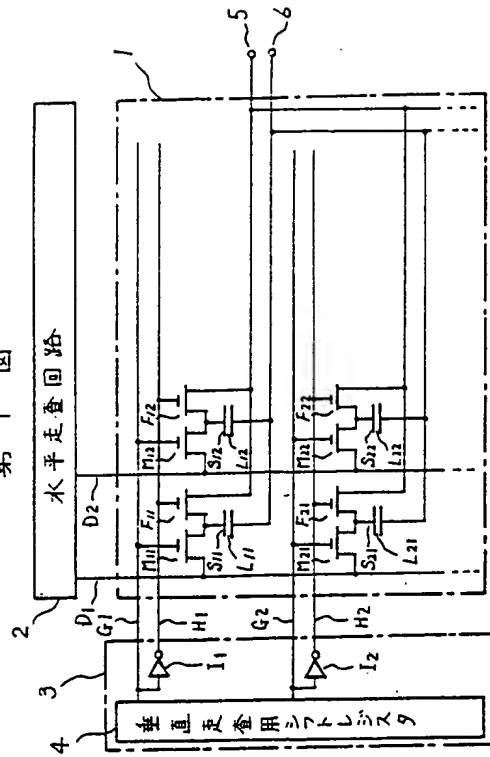 第 1 図
水平走査回路
2
D1
D2
1
5
6
3
4
垂直走査用シフトレジスタ
G1
H1
I1
M11
F11
S11
L11
M12
F12
S12
L12
G2
H2
I2
M21
F21
S21
L21
M22
F22
S22
L22